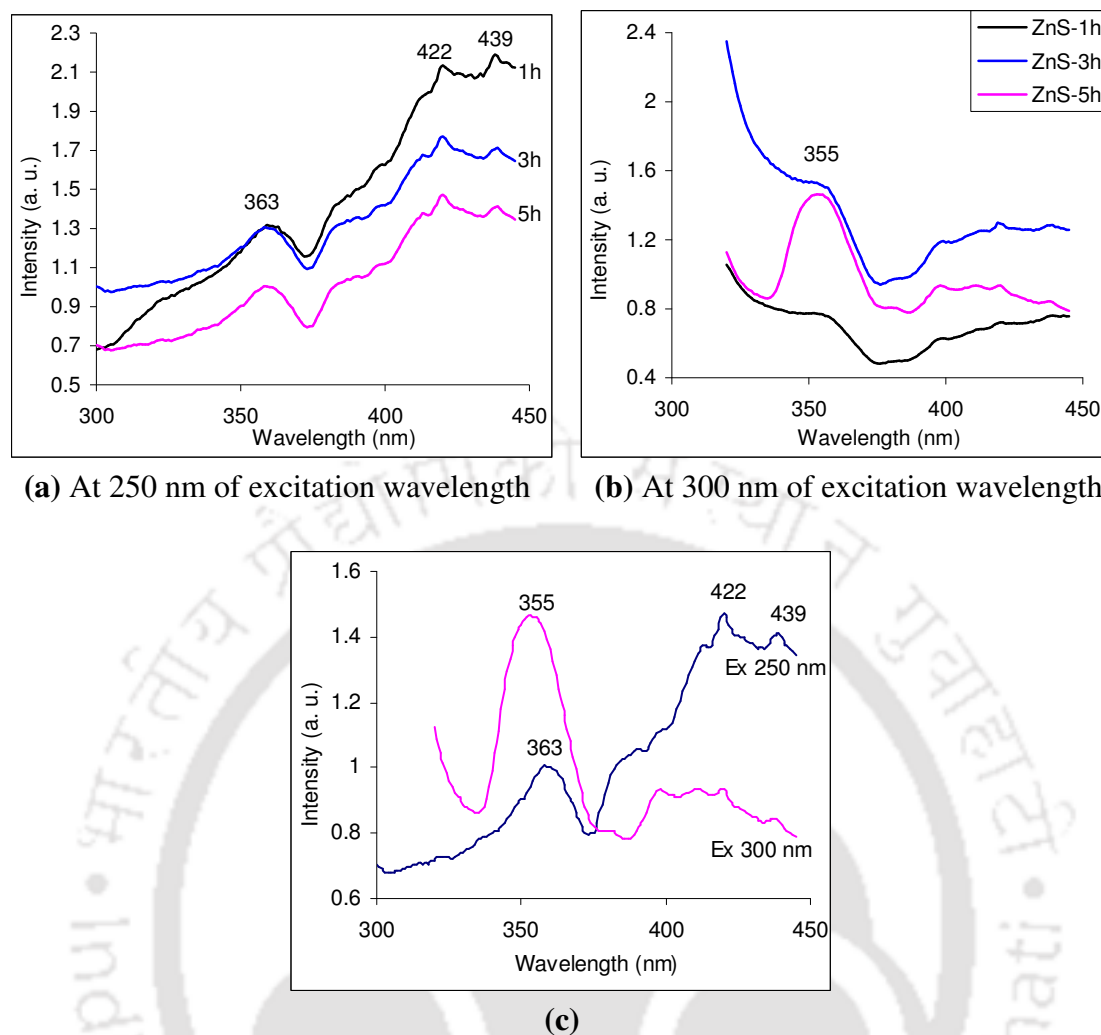 2.3
2.1
1.9
1.7
1.5
1.3
1.1
0.9
0.7
0.5
Intensity (a. u.)
300 350 400 450
Wavelength (nm)
363
422
439
1h
3h
5h
2.4
2
1.6
1.2
0.8
0.4
Intensity (a. u.)
300 350 400 450
Wavelength (nm)
355
ZnS-1h
ZnS-3h
ZnS-5h
(a) At 250 nm of excitation wavelength
(b) At 300 nm of excitation wavelength
1.6
1.4
1.2
1
0.8
0.6
Intensity (a. u.)
300 350 400 450
Wavelength (nm)
355
363
422
439
Ex 250 nm
Ex 300 nm
(c)